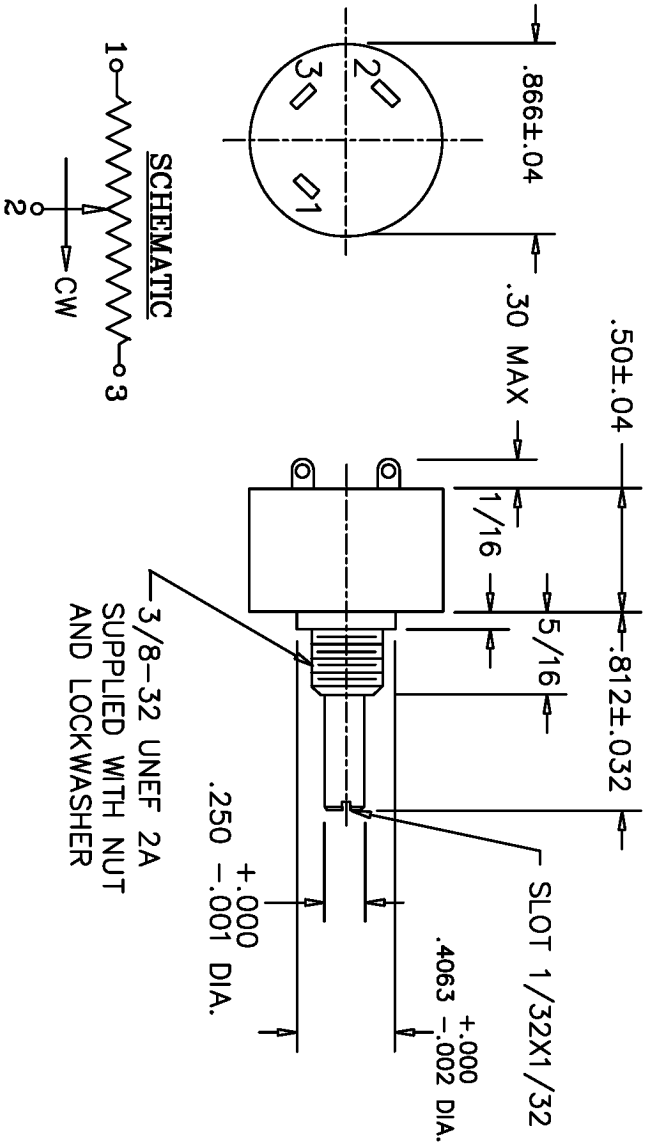 .866±.04
2
3
1
SCHEMATIC
1
3
2
CW
.50±.04
.812±.032
.30 MAX
1/16
5/16
SLOT 1/32X1/32
3/8-32 UNEF 2A
SUPPLIED WITH NUT
AND LOCKWASHER
+.000
.250 -.001 DIA.
+.000
.4063 -.002 DIA.